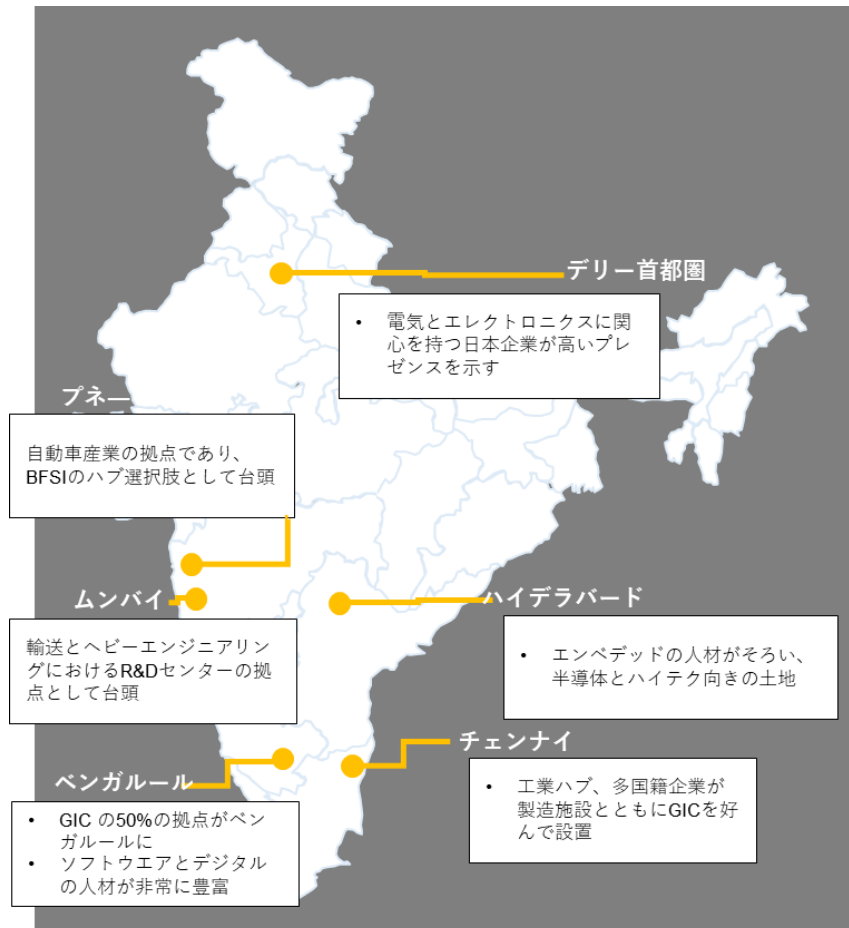 デリー首都圏
• 電気とエレクトロニクスに関
心を持つ日本企業が高いプレ
ゼンスを示す
プネー
自動車産業の拠点であり、
BFSIのハブ選択肢として台頭
ムンバイ
輸送とヘビーエンジニアリン
グにおけるR&Dセンターの拠
点として台頭
ハイデラバード
• エンベデッドの人材がそろい、
半導体とハイテク向きの土地
チェンナイ
• 工業ハブ、多国籍企業が
製造施設とともにGICを好
んで設置
ベンガルール
• GIC の50%の拠点がベン
ガルールに
• ソフトウエアとデジタル
の人材が非常に豊富